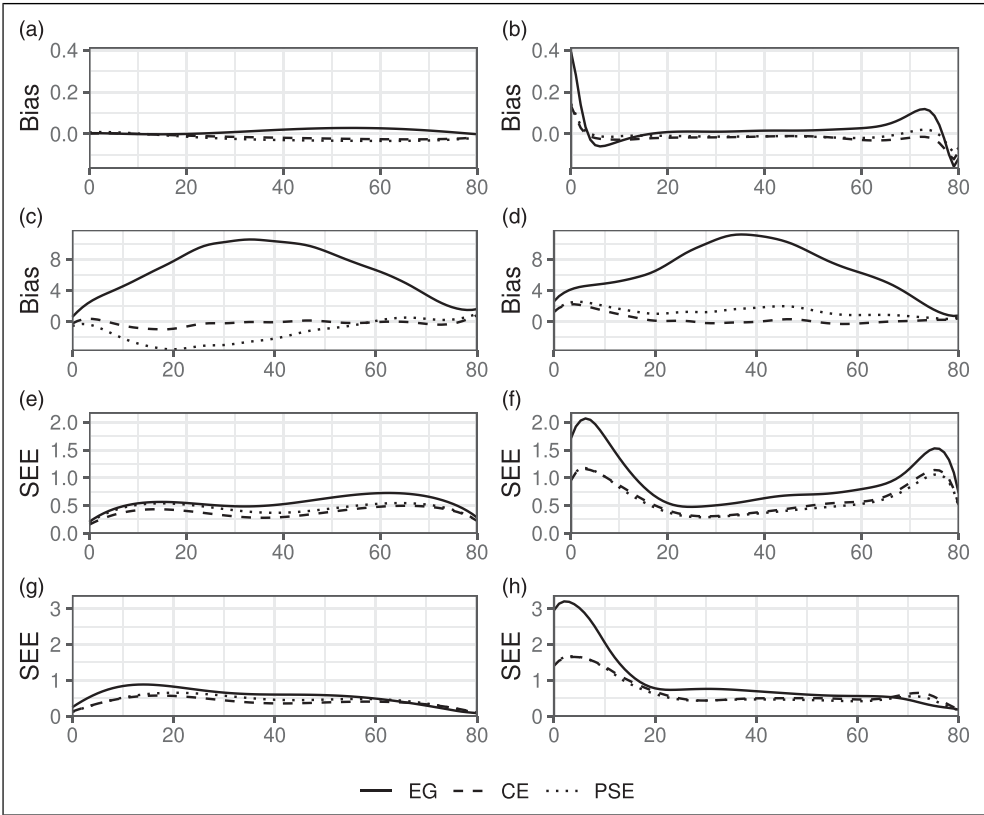 (a) (b)
Bias 0.4 0.2 0.0 0 20 40 60 80
Bias 0.4 0.2 0.0 0 20 40 60 80
(c) (d)
Bias 8 4 0 0 20 40 60 80
Bias 8 4 0 0 20 40 60 80
(e) (f)
SEE 2.0 1.5 1.0 0.5 0.0 0 20 40 60 80
SEE 2.0 1.5 1.0 0.5 0.0 0 20 40 60 80
(g) (h)
SEE 3 2 1 0 0 20 40 60 80
SEE 3 2 1 0 0 20 40 60 80
EG CE PSE